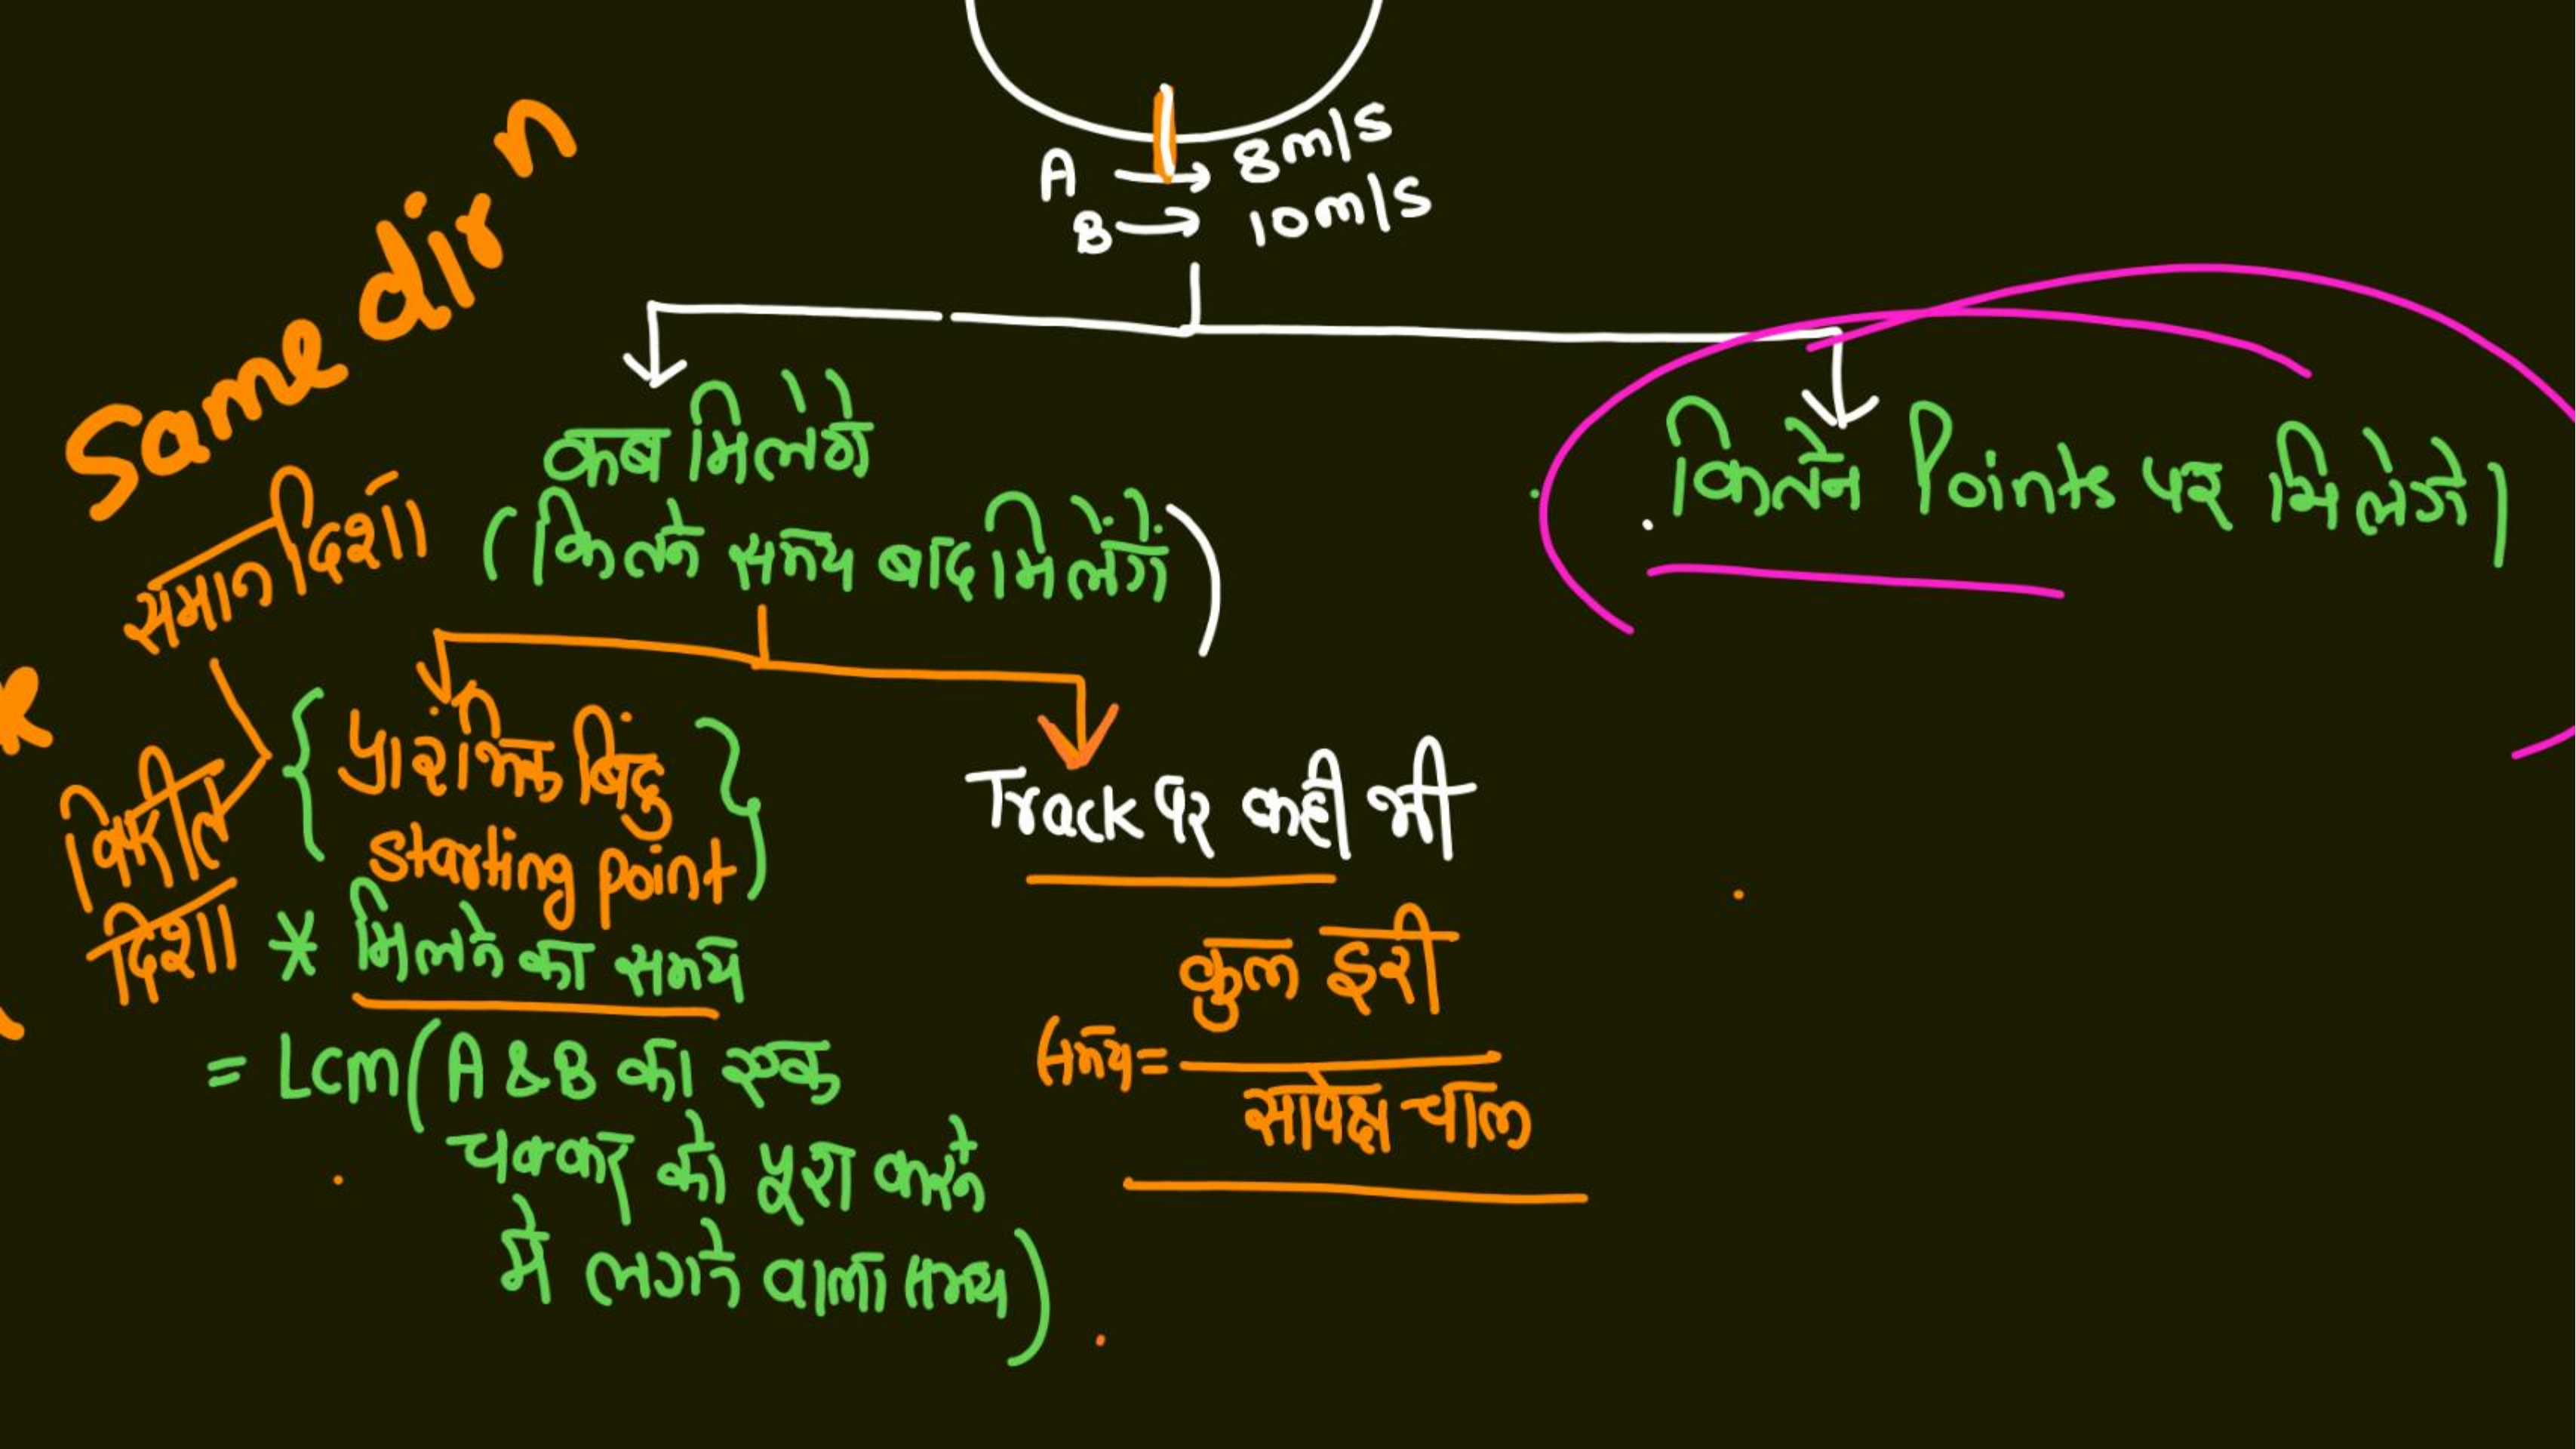 A → 8m/s
B → 10m/s
Same dirn
समान दिशा
विपरीत
दिशा
कब मिलेंगे
(कितने समय बाद मिलेंगे)
कितने Points पर मिलेंगे)
{प्रारंभिक बिंदु
Starting Point}
* मिलने का समय
= Lcm(A & B को एक
चक्कर को पूरा करने
में लगने वाला समय)
Track पर कही भी
समय = कुल दूरी
सापेक्ष चाल